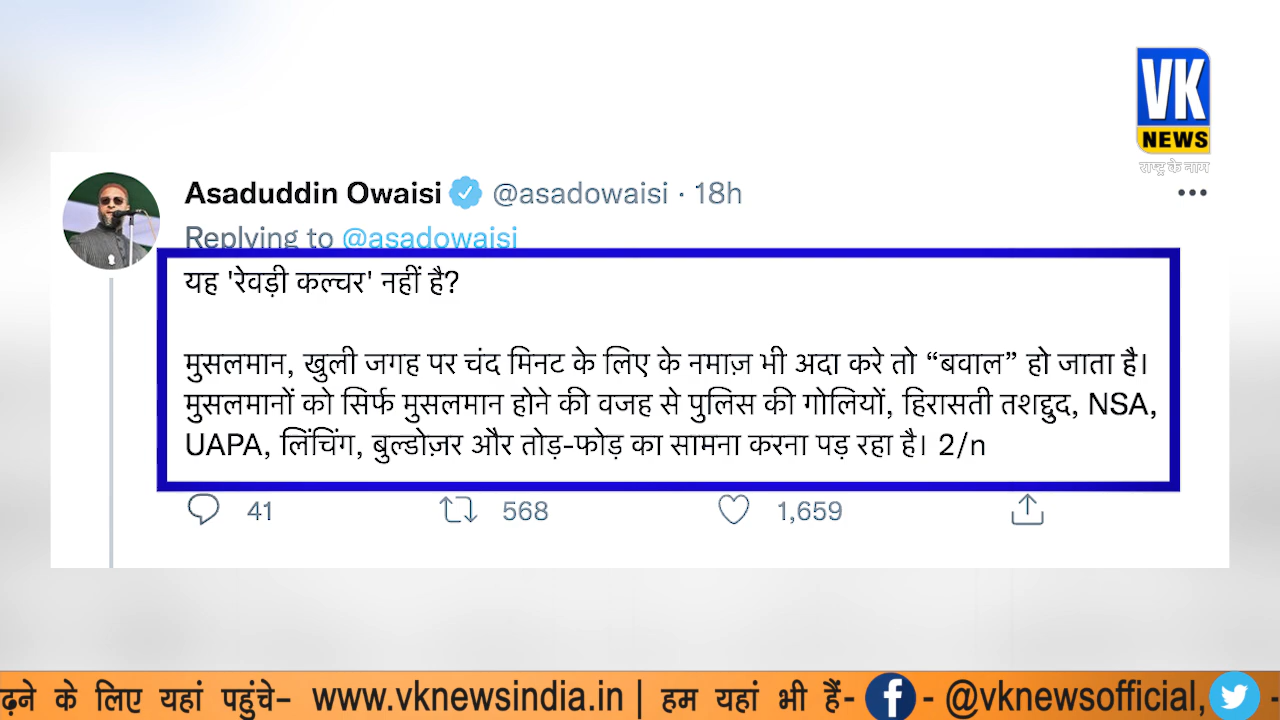 VK
NEWS
राष्ट्र के नाम
Asaduddin Owaisi @asadowaisi · 18h
Replying to @asadowaisi
यह 'रेवड़ी कल्चर' नहीं है?
मुसलमान, खुली जगह पर चंद मिनट के लिए के नमाज़ भी अदा करे तो “बवाल” हो जाता है।
मुसलमानों को सिर्फ मुसलमान होने की वजह से पुलिस की गोलियों, हिरासती तशद्दुद, NSA,
UAPA, लिंचिंग, बुल्डोज़र और तोड़-फोड़ का सामना करना पड़ रहा है। 2/n
41 568 1,659
ढ़ने के लिए यहां पहुंचे- www.vknewsindia.in | हम यहां भी हैं- f - @vknewsofficial, -